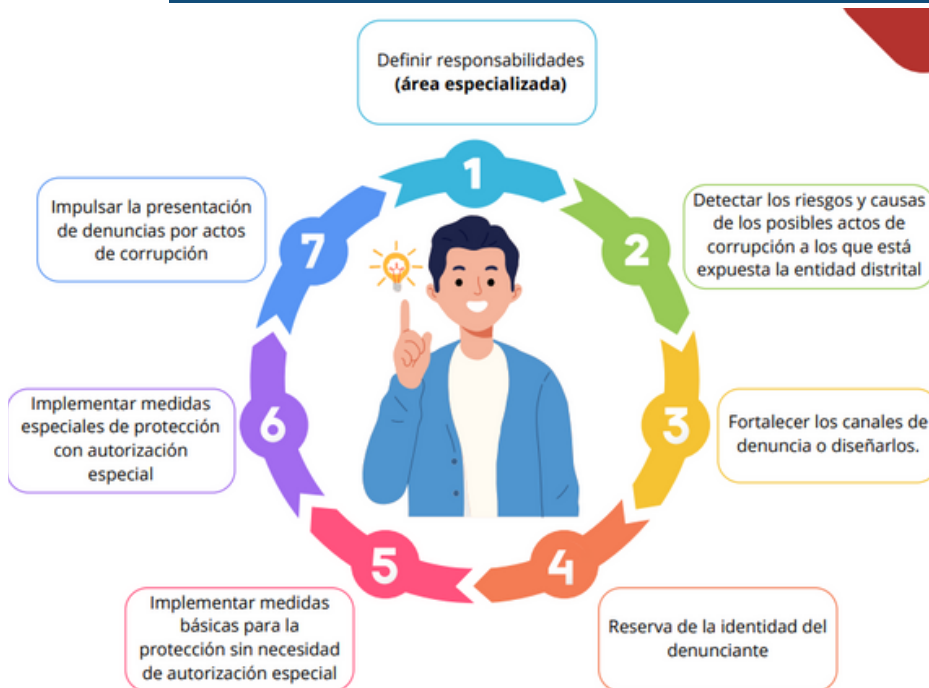 Definir responsabilidades
(área especializada)
1
Detectar los riesgos y causas
de los posibles actos de
corrupción a los que está
expuesta la entidad distrital
2
Fortalecer los canales de
denuncia o diseñarlos.
3
Reserva de la identidad del
denunciante
4
Implementar medidas
básicas para la
protección sin necesidad
de autorización especial
5
Implementar medidas
especiales de protección
con autorización
especial
6
Impulsar la presentación
de denuncias por actos
de corrupción
7